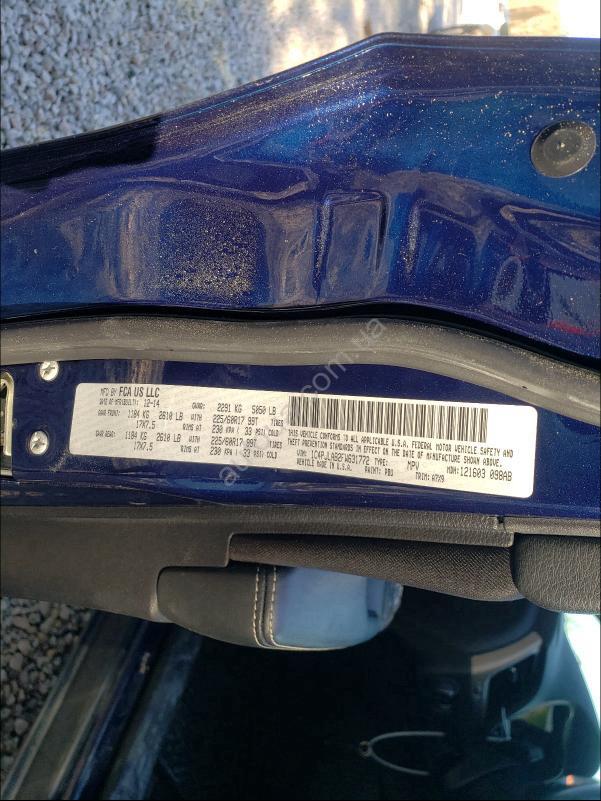 MFD BY FCA US LLC
DATE OF MFR(BUILT): 12-14 GVWR: 2291 KG 5050 LB
GAWR FRONT: 1184 KG 2610 LB WITH 225/60R17 99T TIRES
17X7.5 RIMS AT 230 KPA ( 33 PSI) COLD
GAWR REAR: 1184 KG 2610 LB WITH 225/60R17 99T TIRES
17X7.5 RIMS AT 230 KPA ( 33 PSI) COLD
THIS VEHICLE CONFORMS TO ALL APPLICABLE U.S.A. FEDERAL MOTOR VEHICLE SAFETY AND
THEFT PREVENTION STANDARDS IN EFFECT ON THE DATE OF MANUFACTURE SHOWN ABOVE.
VIN: 1C4PJLAB2FW631772 TYPE: MPV MDH: 121603 098AB
VEHICLE MADE IN U.S.A. PAINT: PBU TRIM: A7X9